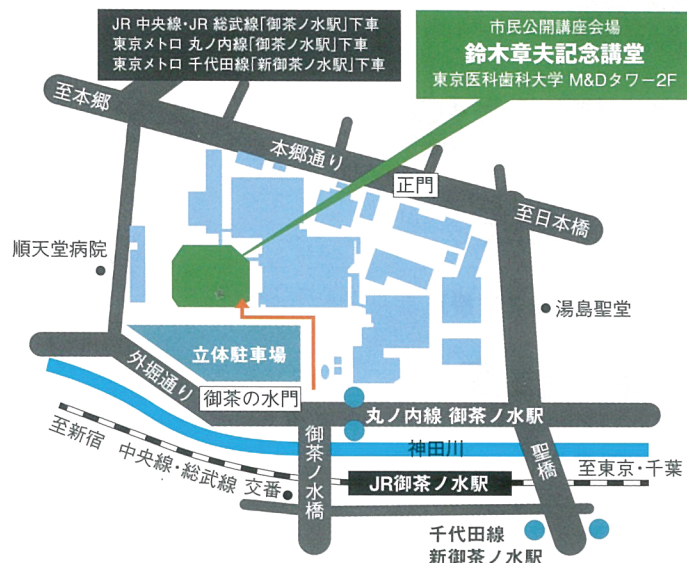 JR 中央線・JR 総武線「御茶ノ水駅」下車
東京メトロ 丸ノ内線「御茶ノ水駅」下車
東京メトロ 千代田線「新御茶ノ水駅」下車
市民公開講座会場
鈴木章夫記念講堂
東京医科歯科大学 M&Dタワー2F
至本郷
本郷通り
正門
至日本橋
順天堂病院
湯島聖堂
立体駐車場
外堀通り
御茶の水門
丸ノ内線 御茶ノ水駅
神田川
御茶ノ水橋
聖橋
至新宿
中央線・総武線
交番
JR御茶ノ水駅
至東京・千葉
千代田線
新御茶ノ水駅